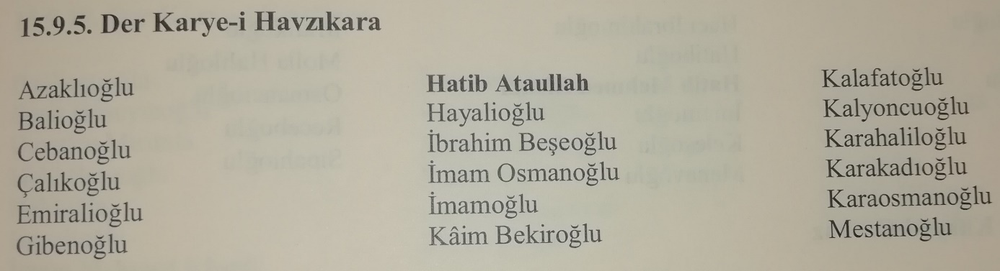 15.9.5. Der Karye-i Havzıkara
Azaklıoğlu
Balioğlu
Cebanoğlu
Çalıkoğlu
Emiralioğlu
Gibenoğlu
Hatib Ataullah
Hayalioğlu
İbrahim Beşeoğlu
İmam Osmanoğlu
İmamoğlu
Kâim Bekiroğlu
Kalafatoğlu
Kalyoncuoğlu
Karahaliloğlu
Karakadıoğlu
Karaosmanoğlu
Mestanoğlu